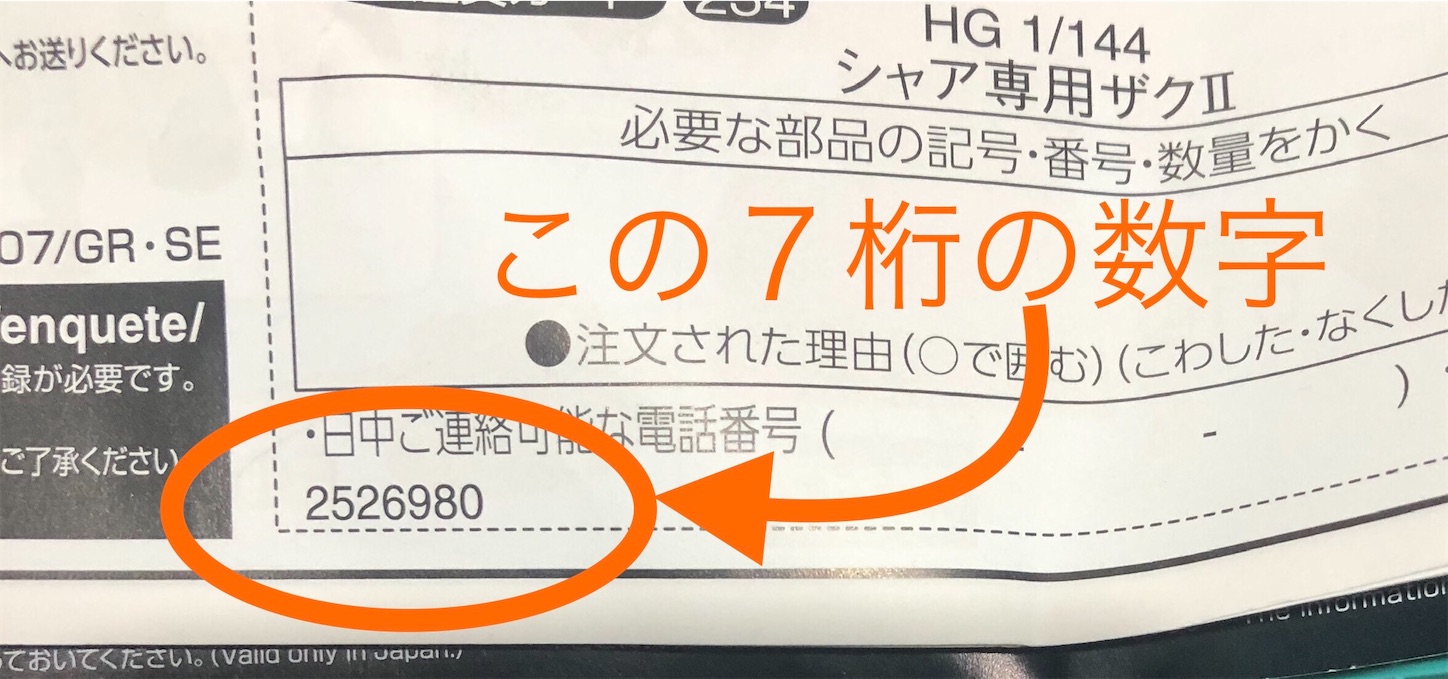 234
HG 1/144
シャア専用ザクⅡ
へお送りください。
必要な部品の記号・番号・数量をかく
この7桁の数字
07/GR・SE
enquete/
録が必要です。
●注文された理由(○で囲む)(こわした・なくした
・日中ご連絡可能な電話番号( - - )
ご了承ください
2526980
ておいてください。(Valid only in Japan.)
The information